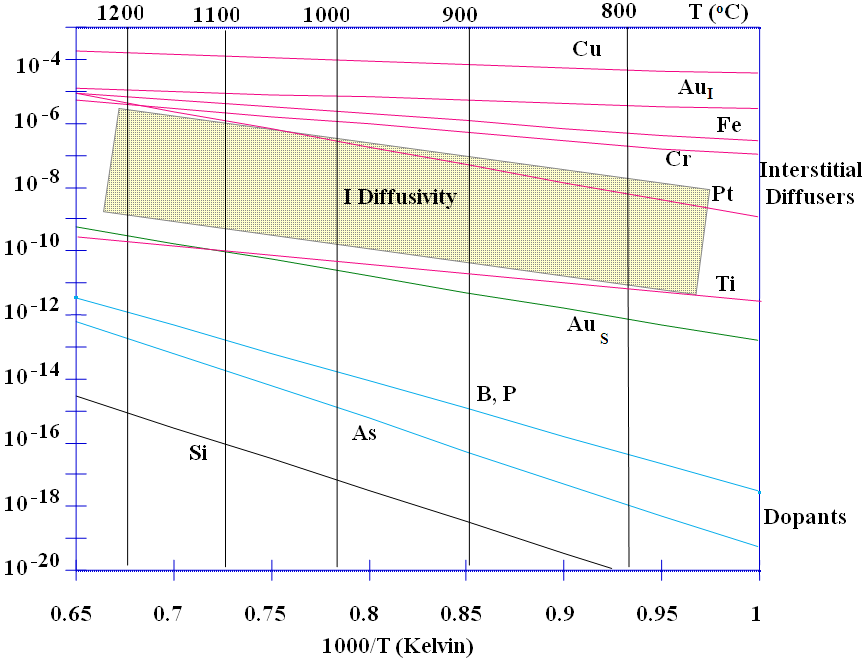 1200 1100 1000 900 800 T (°C)
Cu
10⁻⁴
Au_I
10⁻⁶
Fe
Cr
Interstitial
Diffusers
10⁻⁸
I Diffusivity
Pt
10⁻¹⁰
Ti
10⁻¹²
Au_S
10⁻¹⁴
B, P
10⁻¹⁶
As
Si
10⁻¹⁸
Dopants
10⁻²⁰
0.65 0.7 0.75 0.8 0.85 0.9 0.95 1
1000/T (Kelvin)